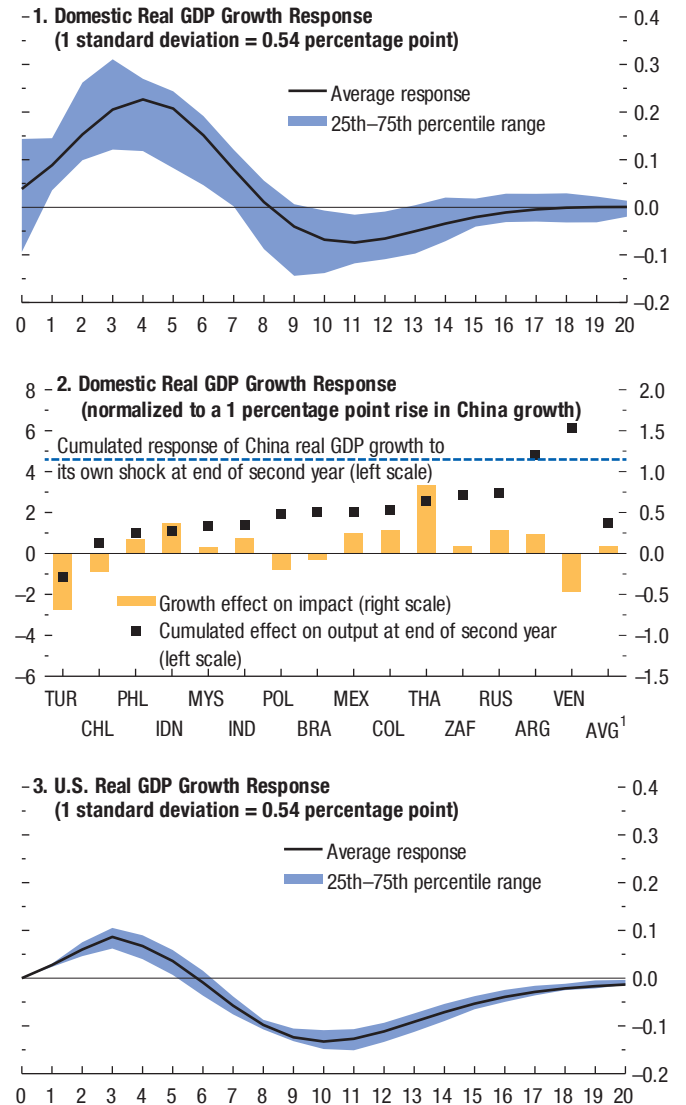 1. Domestic Real GDP Growth Response
(1 standard deviation = 0.54 percentage point)
Average response
25th–75th percentile range
0.4
0.3
0.2
0.1
0.0
–0.1
–0.2
0 1 2 3 4 5 6 7 8 9 10 11 12 13 14 15 16 17 18 19 20
2. Domestic Real GDP Growth Response
(normalized to a 1 percentage point rise in China growth)
Cumulated response of China real GDP growth to
its own shock at end of second year (left scale)
Growth effect on impact (right scale)
Cumulated effect on output at end of second year
(left scale)
8
6
4
2
0
–2
–4
–6
2.0
1.5
1.0
0.5
0.0
–0.5
–1.0
–1.5
TUR PHL MYS POL MEX THA RUS VEN
CHL IDN IND BRA COL ZAF ARG AVG1
3. U.S. Real GDP Growth Response
(1 standard deviation = 0.54 percentage point)
Average response
25th–75th percentile range
0.4
0.3
0.2
0.1
0.0
–0.1
–0.2
0 1 2 3 4 5 6 7 8 9 10 11 12 13 14 15 16 17 18 19 20